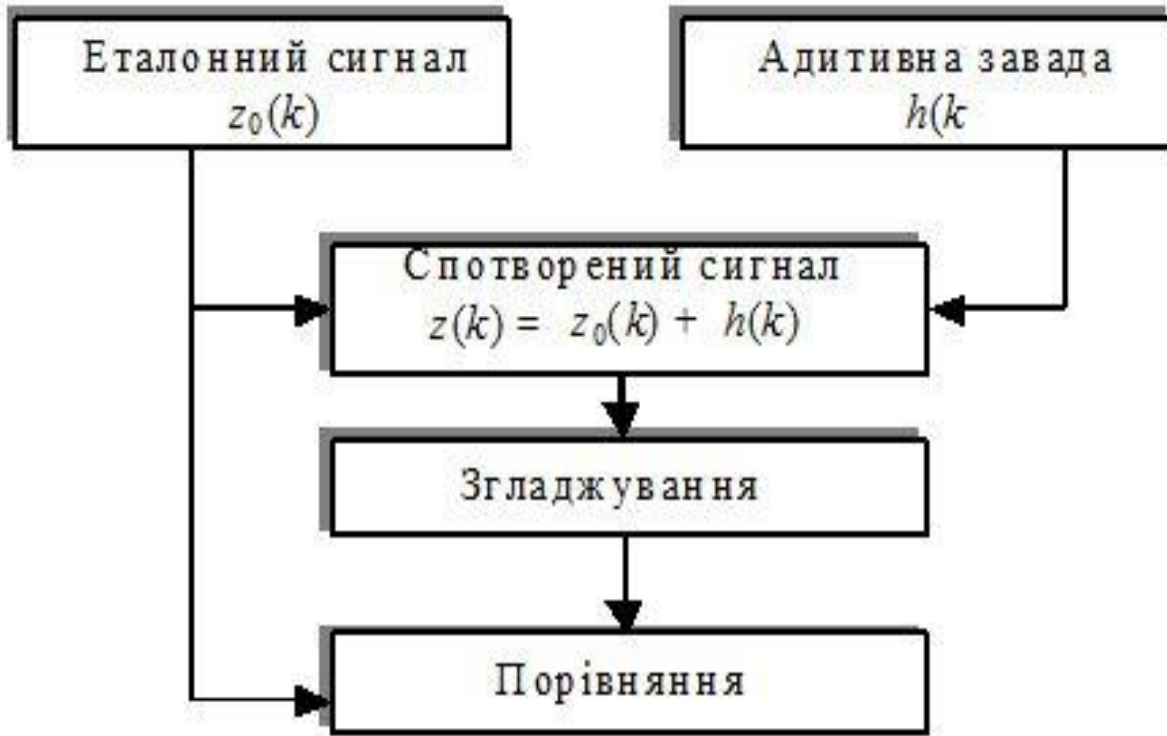 Еталонний сигнал
z₀(k)
Адитивна завада
h(k
Спотворений сигнал
z(k) = z₀(k) + h(k)
Згладжування
Порівняння